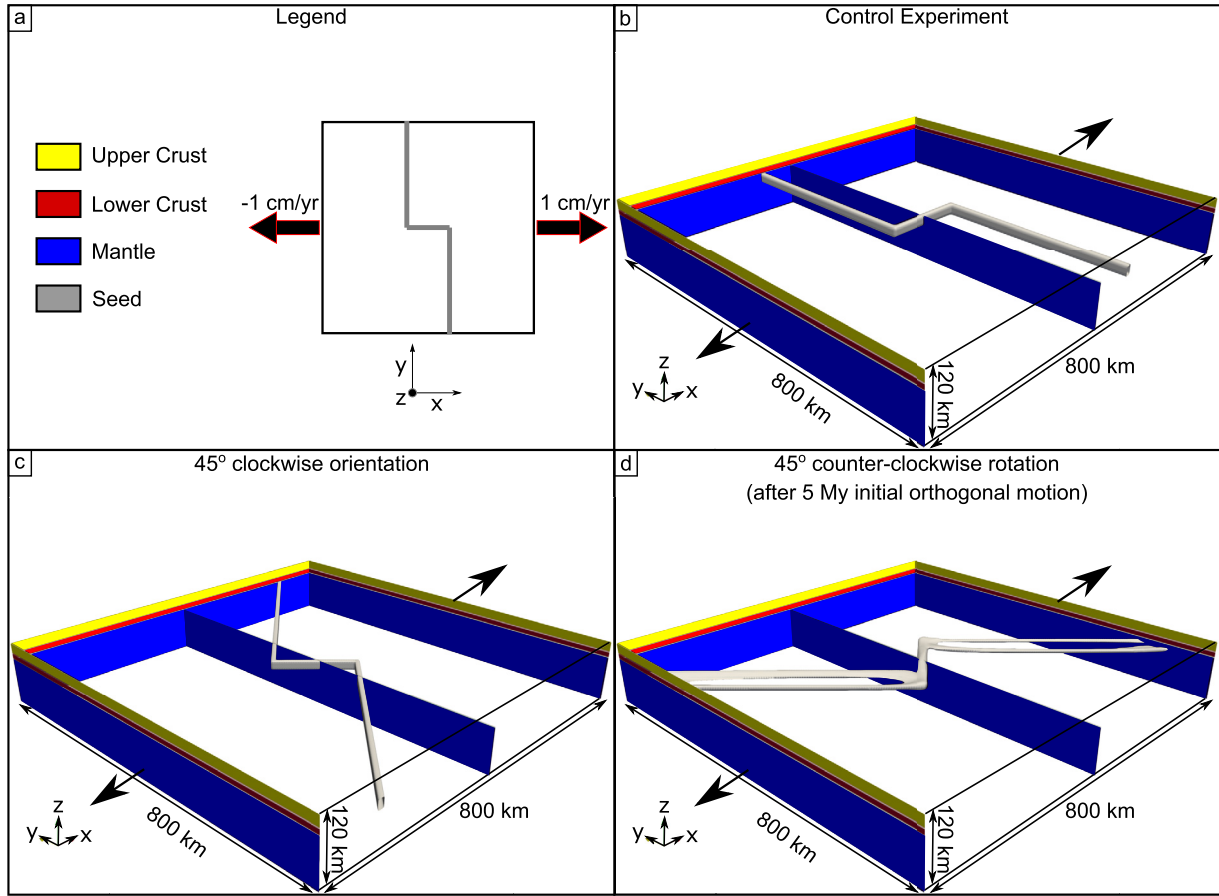 a
Legend
Upper Crust
Lower Crust
Mantle
Seed
-1 cm/yr
1 cm/yr
y
z
x
b
Control Experiment
z
y
x
800 km
120 km
800 km
c
45º clockwise orientation
z
y
x
800 km
120 km
800 km
d
45º counter-clockwise rotation
(after 5 My initial orthogonal motion)
z
y
x
800 km
120 km
800 km